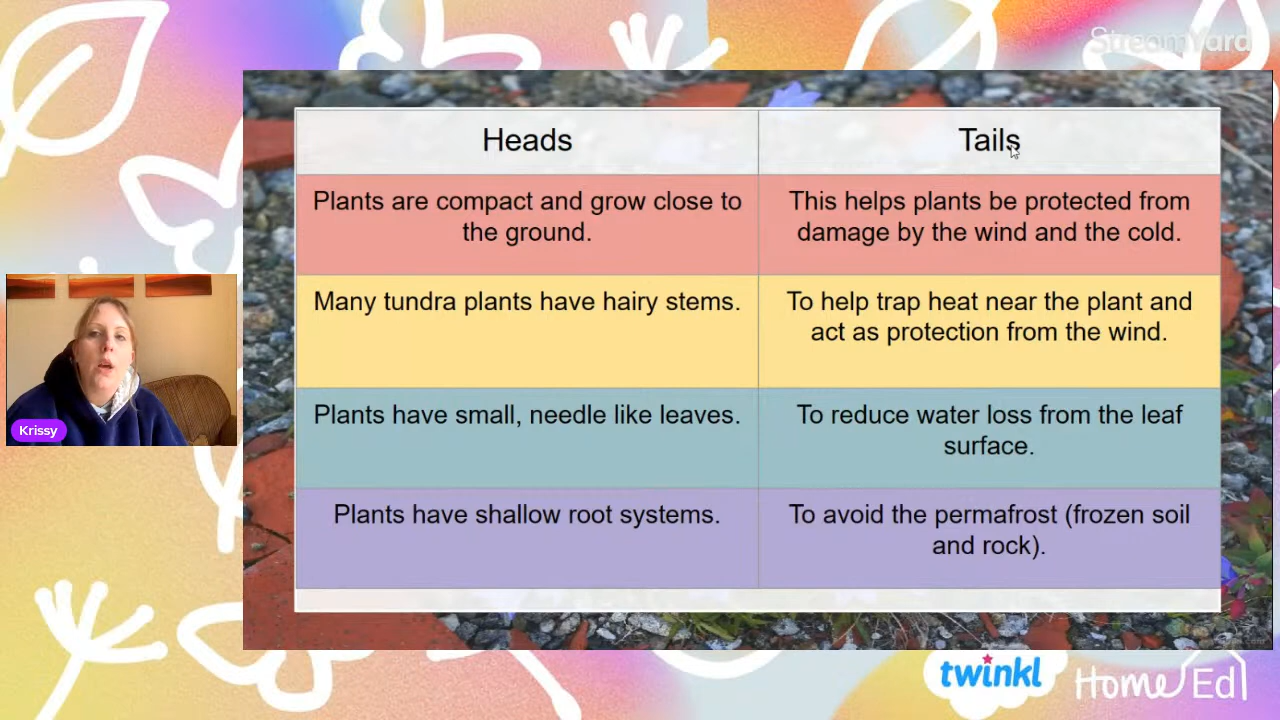 StreamYard
Heads
Tails
Plants are compact and grow close to
the ground.
This helps plants be protected from
damage by the wind and the cold.
Many tundra plants have hairy stems.
To help trap heat near the plant and
act as protection from the wind.
Plants have small, needle like leaves.
To reduce water loss from the leaf
surface.
Plants have shallow root systems.
To avoid the permafrost (frozen soil
and rock).
Krissy
twinkl
Home Ed